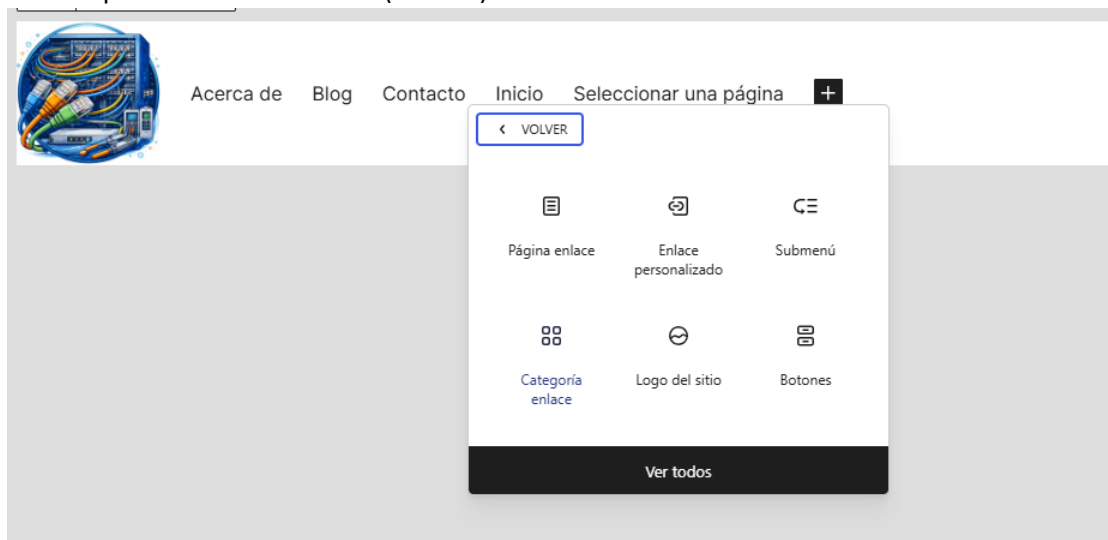 Acerca de Blog Contacto Inicio Seleccionar una página +
VOLVER
Página enlace
Enlace
personalizado
Submenú
Categoría
enlace
Logo del sitio
Botones
Ver todos